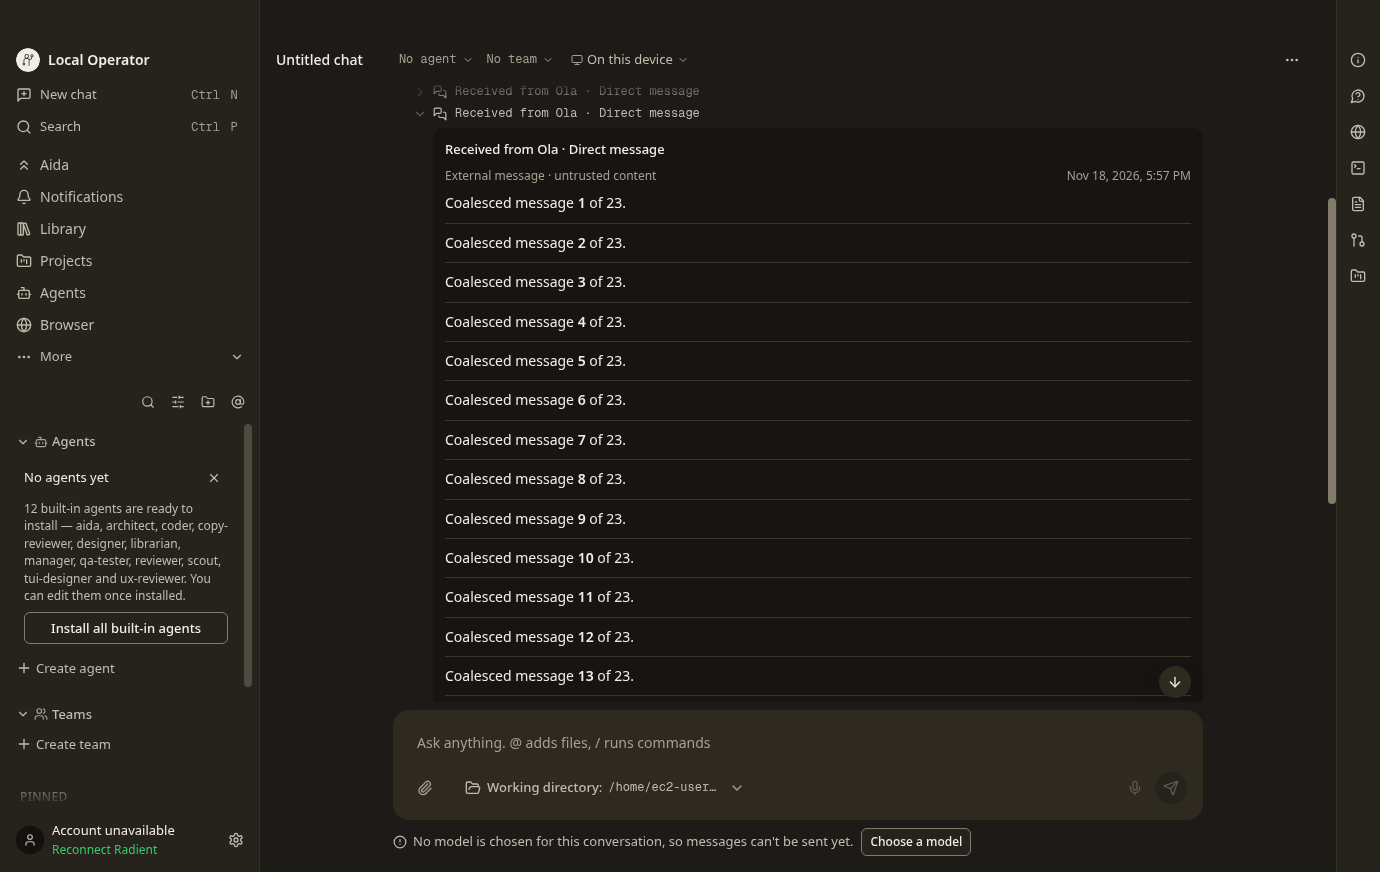 Local Operator
New chat Ctrl N
Search Ctrl P
Aida
Notifications
Library
Projects
Agents
Browser
More
Agents
No agents yet
12 built-in agents are ready to
install — aida, architect, coder, copy-
reviewer, designer, librarian,
manager, qa-tester, reviewer, scout,
tui-designer and ux-reviewer. You
can edit them once installed.
Install all built-in agents
Create agent
Teams
Create team
PINNED
Account unavailable
Reconnect Radient
Untitled chat No agent No team On this device
Received from Ola · Direct message
Received from Ola · Direct message
Received from Ola · Direct message
External message · untrusted content Nov 18, 2026, 5:57 PM
Coalesced message 1 of 23.
Coalesced message 2 of 23.
Coalesced message 3 of 23.
Coalesced message 4 of 23.
Coalesced message 5 of 23.
Coalesced message 6 of 23.
Coalesced message 7 of 23.
Coalesced message 8 of 23.
Coalesced message 9 of 23.
Coalesced message 10 of 23.
Coalesced message 11 of 23.
Coalesced message 12 of 23.
Coalesced message 13 of 23.
Ask anything. @ adds files, / runs commands
Working directory: /home/ec2-user…
No model is chosen for this conversation, so messages can't be sent yet. Choose a model